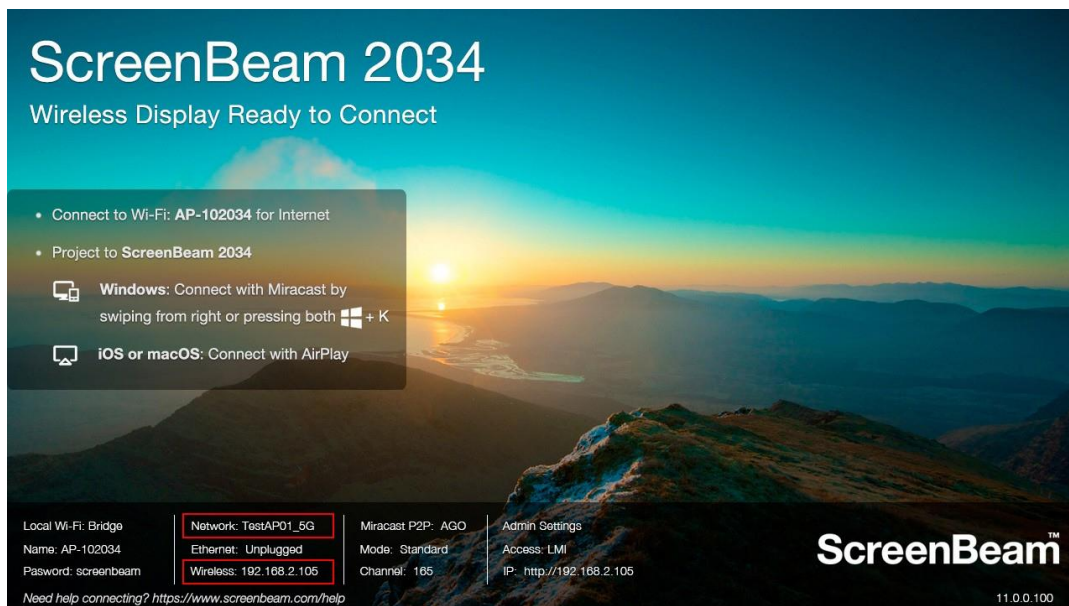 ScreenBeam 2034
Wireless Display Ready to Connect
• Connect to Wi-Fi: AP-102034 for Internet
• Project to ScreenBeam 2034
Windows: Connect with Miracast by
swiping from right or pressing both + K
iOS or macOS: Connect with AirPlay
Local Wi-Fi: Bridge
Name: AP-102034
Pasword: screenbeam
Network: TestAP01_5G
Ethernet: Unplugged
Wireless: 192.168.2.105
Miracast P2P: AGO
Mode: Standard
Channel: 165
Admin Settings
Access: LMI
IP: http://192.168.2.105
ScreenBeam™
Need help connecting? https://www.screenbeam.com/help
11.0.0.100